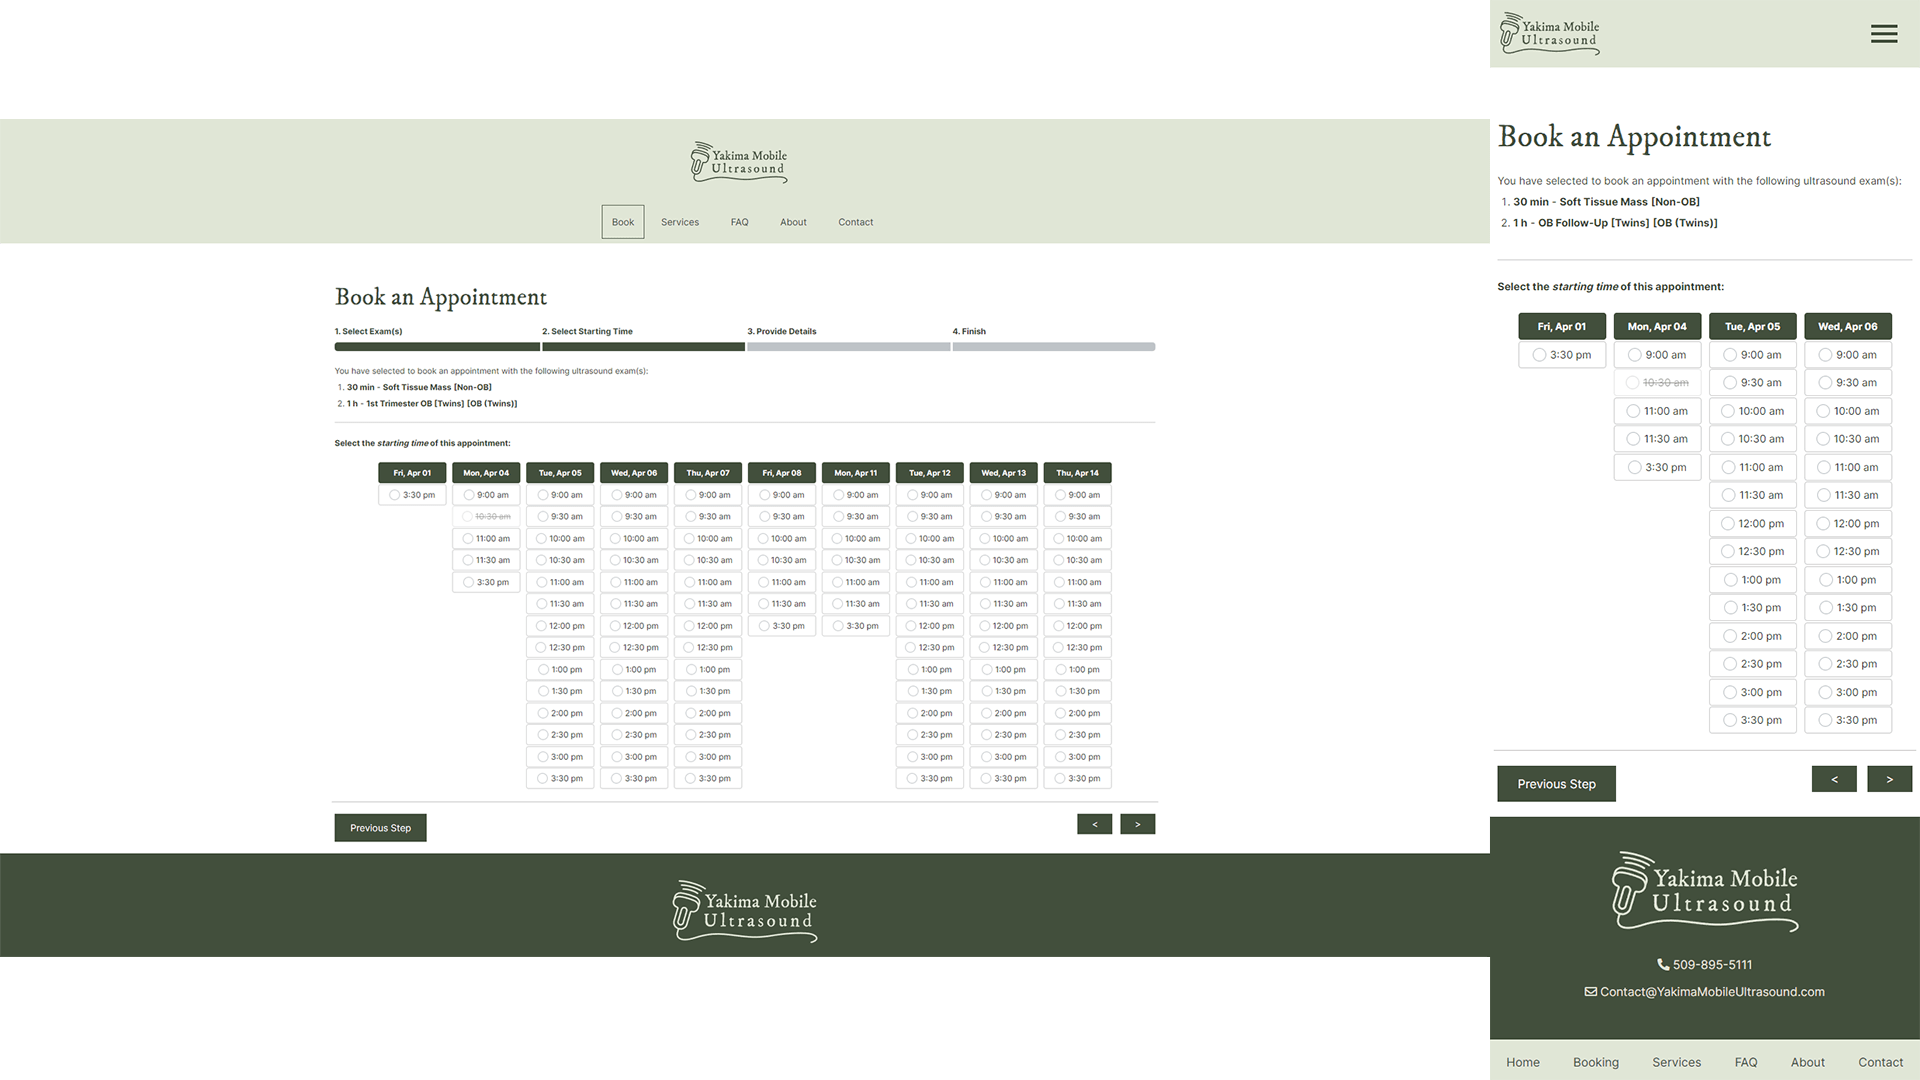 Yakima Mobile
Ultrasound
Book Services FAQ About Contact
Book an Appointment
1. Select Exam(s) 2. Select Starting Time 3. Provide Details 4. Finish
You have selected to book an appointment with the following ultrasound exam(s):
1. 30 min - Soft Tissue Mass [Non-OB]
2. 1 h - 1st Trimester OB [Twins] [OB (Twins)]
Select the starting time of this appointment:
Fri, Apr 01 Mon, Apr 04 Tue, Apr 05 Wed, Apr 06 Thu, Apr 07 Fri, Apr 08 Mon, Apr 11 Tue, Apr 12 Wed, Apr 13 Thu, Apr 14
3:30 pm 9:00 am 9:00 am 9:00 am 9:00 am 9:00 am 9:00 am 9:00 am 9:00 am 9:00 am
10:30 am 9:30 am 9:30 am 9:30 am 9:30 am 9:30 am 9:30 am 9:30 am 9:30 am
11:00 am 10:00 am 10:00 am 10:00 am 10:00 am 10:00 am 10:00 am 10:00 am 10:00 am
11:30 am 10:30 am 10:30 am 10:30 am 10:30 am 10:30 am 10:30 am 10:30 am 10:30 am
3:30 pm 11:00 am 11:00 am 11:00 am 11:00 am 11:00 am 11:00 am 11:00 am 11:00 am
11:30 am 11:30 am 11:30 am 11:30 am 11:30 am 11:30 am 11:30 am 11:30 am
12:00 pm 12:00 pm 12:00 pm 3:30 pm 3:30 pm 12:00 pm 12:00 pm 12:00 pm
12:30 pm 12:30 pm 12:30 pm 12:30 pm 12:30 pm 12:30 pm
1:00 pm 1:00 pm 1:00 pm 1:00 pm 1:00 pm 1:00 pm
1:30 pm 1:30 pm 1:30 pm 1:30 pm 1:30 pm 1:30 pm
2:00 pm 2:00 pm 2:00 pm 2:00 pm 2:00 pm 2:00 pm
2:30 pm 2:30 pm 2:30 pm 2:30 pm 2:30 pm 2:30 pm
3:00 pm 3:00 pm 3:00 pm 3:00 pm 3:00 pm 3:00 pm
3:30 pm 3:30 pm 3:30 pm 3:30 pm 3:30 pm 3:30 pm
Previous Step < >
Yakima Mobile
Ultrasound
Yakima Mobile
Ultrasound
Book an Appointment
You have selected to book an appointment with the following ultrasound exam(s):
1. 30 min - Soft Tissue Mass [Non-OB]
2. 1 h - OB Follow-Up [Twins] [OB (Twins)]
Select the starting time of this appointment:
Fri, Apr 01 Mon, Apr 04 Tue, Apr 05 Wed, Apr 06
3:30 pm 9:00 am 9:00 am 9:00 am
10:30 am 9:30 am 9:30 am
11:00 am 10:00 am 10:00 am
11:30 am 10:30 am 10:30 am
3:30 pm 11:00 am 11:00 am
11:30 am 11:30 am
12:00 pm 12:00 pm
12:30 pm 12:30 pm
1:00 pm 1:00 pm
1:30 pm 1:30 pm
2:00 pm 2:00 pm
2:30 pm 2:30 pm
3:00 pm 3:00 pm
3:30 pm 3:30 pm
Previous Step < >
Yakima Mobile
Ultrasound
509-895-5111
Contact@YakimaMobileUltrasound.com
Home Booking Services FAQ About Contact